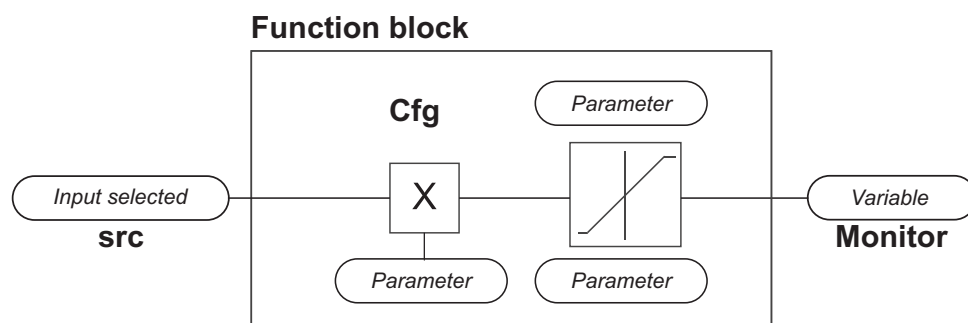 Function block
Parameter
Cfg
X
Input selected
Variable
src
Monitor
Parameter
Parameter